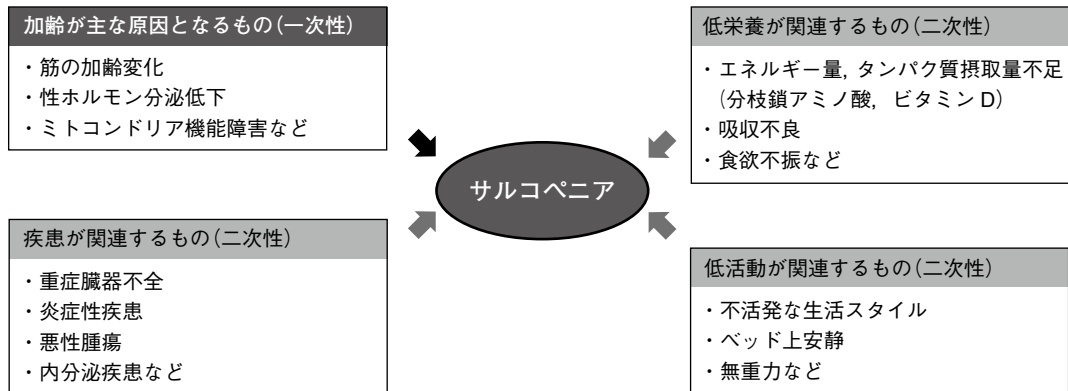 加齢が主な原因となるもの(一次性)
・筋の加齢変化
・性ホルモン分泌低下
・ミトコンドリア機能障害など
低栄養が関連するもの(二次性)
・エネルギー量, タンパク質摂取量不足
(分枝鎖アミノ酸, ビタミン D)
・吸収不良
・食欲不振など
サルコペニア
疾患が関連するもの(二次性)
・重症臓器不全
・炎症性疾患
・悪性腫瘍
・内分泌疾患など
低活動が関連するもの(二次性)
・不活発な生活スタイル
・ベッド上安静
・無重力など